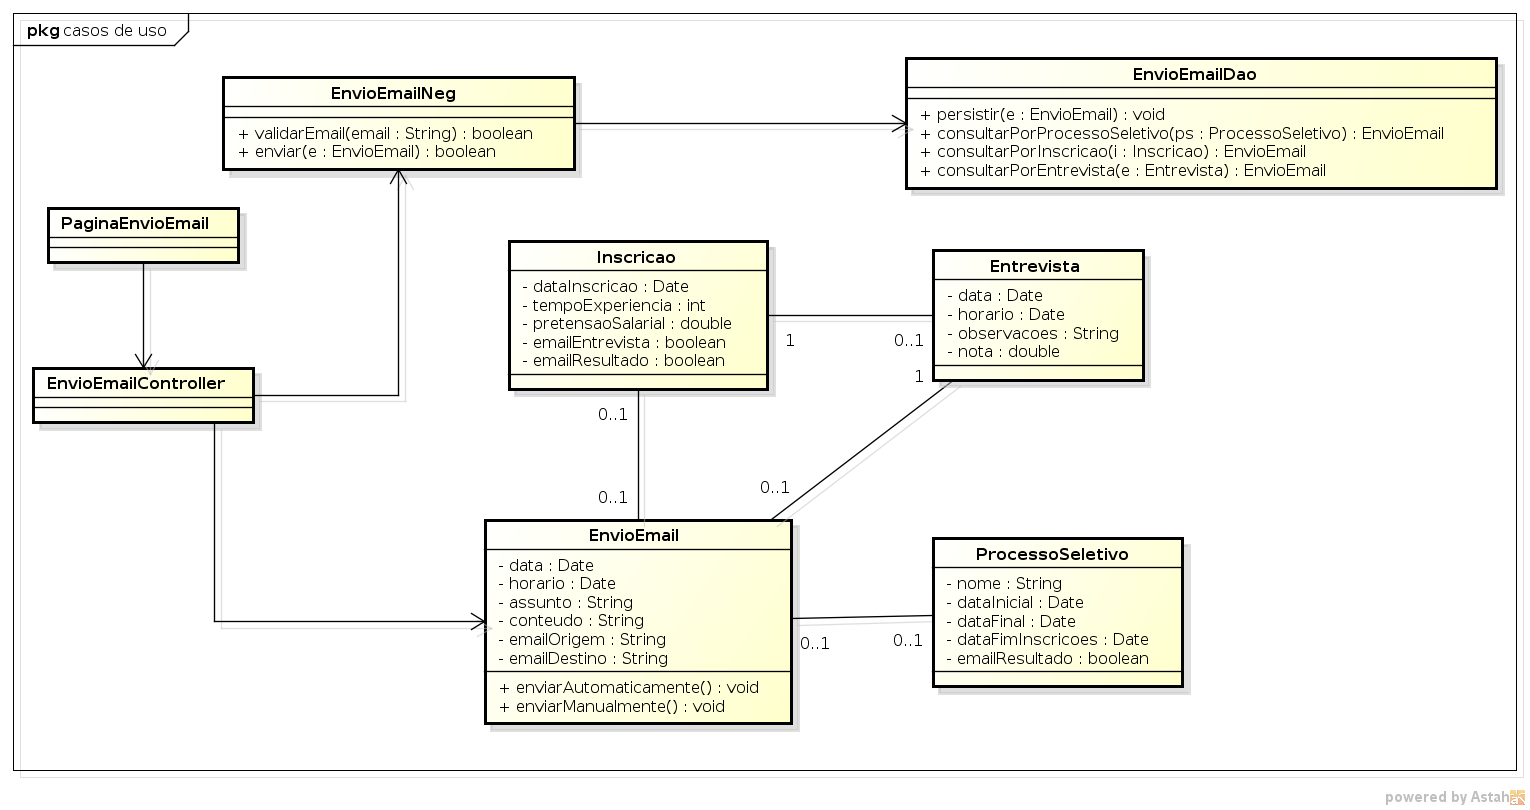 pkg casos de uso
EnvioEmailNeg
+ validarEmail(email : String) : boolean
+ enviar(e : EnvioEmail) : boolean
EnvioEmailDao
+ persistir(e : EnvioEmail) : void
+ consultarPorProcessoSeletivo(ps : ProcessoSeletivo) : EnvioEmail
+ consultarPorInscricao(i : Inscricao) : EnvioEmail
+ consultarPorEntrevista(e : Entrevista) : EnvioEmail
PaginaEnvioEmail
EnvioEmailController
Inscricao
- dataInscricao : Date
- tempoExperiencia : int
- pretensaoSalarial : double
- emailEntrevista : boolean
- emailResultado : boolean
Entrevista
- data : Date
- horario : Date
- observacoes : String
- nota : double
1
0..1
1
0..1
0..1
0..1
EnvioEmail
- data : Date
- horario : Date
- assunto : String
- conteudo : String
- emailOrigem : String
- emailDestino : String
+ enviarAutomaticamente() : void
+ enviarManualmente() : void
0..1
0..1
ProcessoSeletivo
- nome : String
- dataInicial : Date
- dataFinal : Date
- dataFimInscricoes : Date
- emailResultado : boolean
powered by Astah